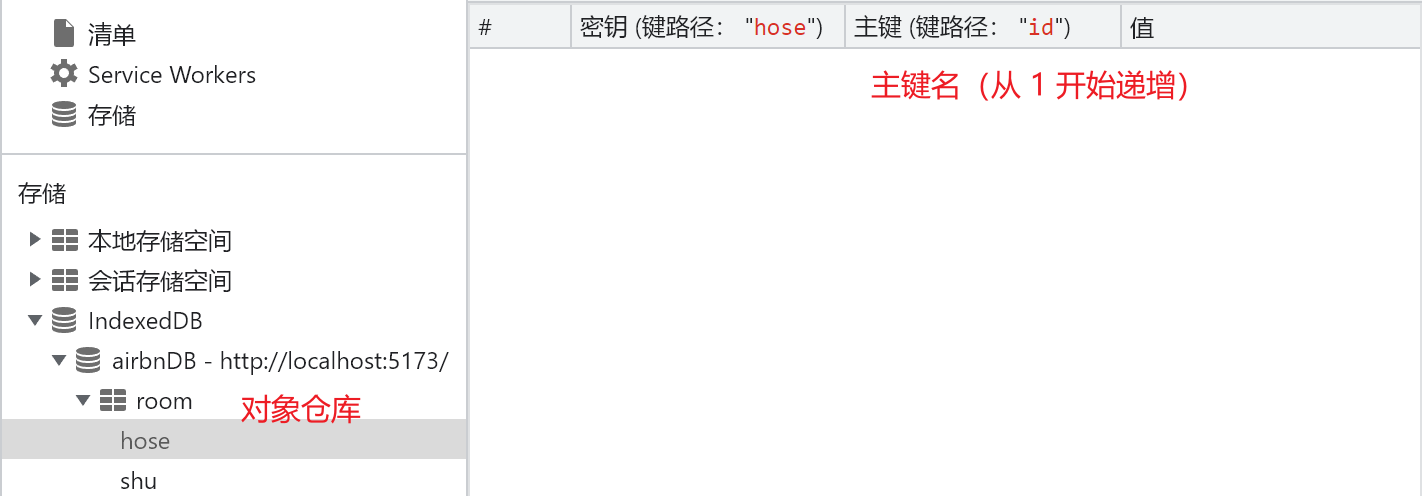 清单
Service Workers
存储
存储
本地存储空间
会话存储空间
IndexedDB
airbnDB - http://localhost:5173/
room
对象仓库
hose
shu
# 密钥 (键路径： "hose") 主键 (键路径： "id") 值
主键名（从 1 开始递增）